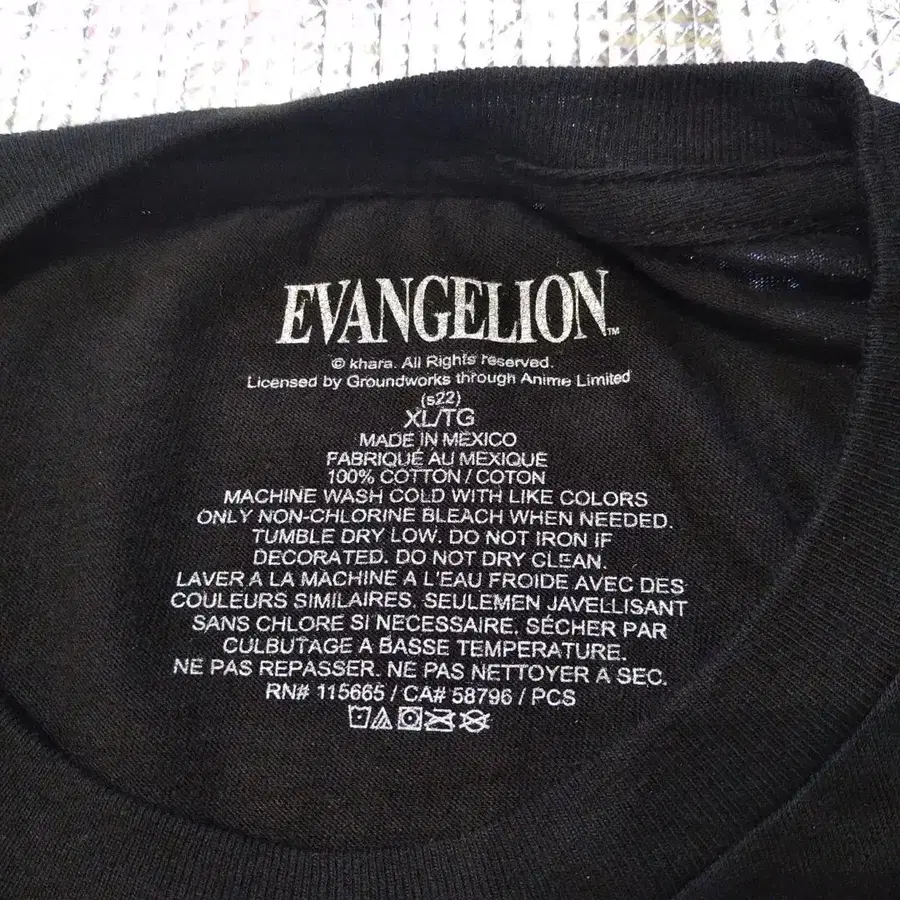 EVANGELION™
© khara. All Rights reserved.
Licensed by Groundworks through Anime Limited
(s22)
XL/TG
MADE IN MEXICO
FABRIQUÉ AU MEXIQUE
100% COTTON / COTON
MACHINE WASH COLD WITH LIKE COLORS
ONLY NON-CHLORINE BLEACH WHEN NEEDED.
TUMBLE DRY LOW. DO NOT IRON IF
DECORATED. DO NOT DRY CLEAN.
LAVER A LA MACHINE A L'EAU FROIDE AVEC DES
COULEURS SIMILAIRES. SEULEMEN JAVELLISANT
SANS CHLORE SI NECESSAIRE. SÉCHER PAR
CULBUTAGE A BASSE TEMPERATURE.
NE PAS REPASSER. NE PAS NETTOYER A SEC.
RN# 115665 / CA# 58796 / PCS